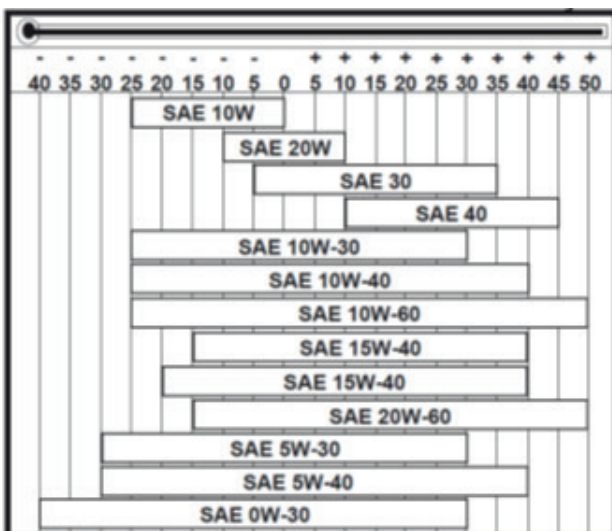 - - - - - - - - + + + + + + + + + +
40 35 30 25 20 15 10 5 0 5 10 15 20 25 30 35 40 45 50
SAE 10W
SAE 20W
SAE 30
SAE 40
SAE 10W-30
SAE 10W-40
SAE 10W-60
SAE 15W-40
SAE 15W-40
SAE 20W-60
SAE 5W-30
SAE 5W-40
SAE 0W-30